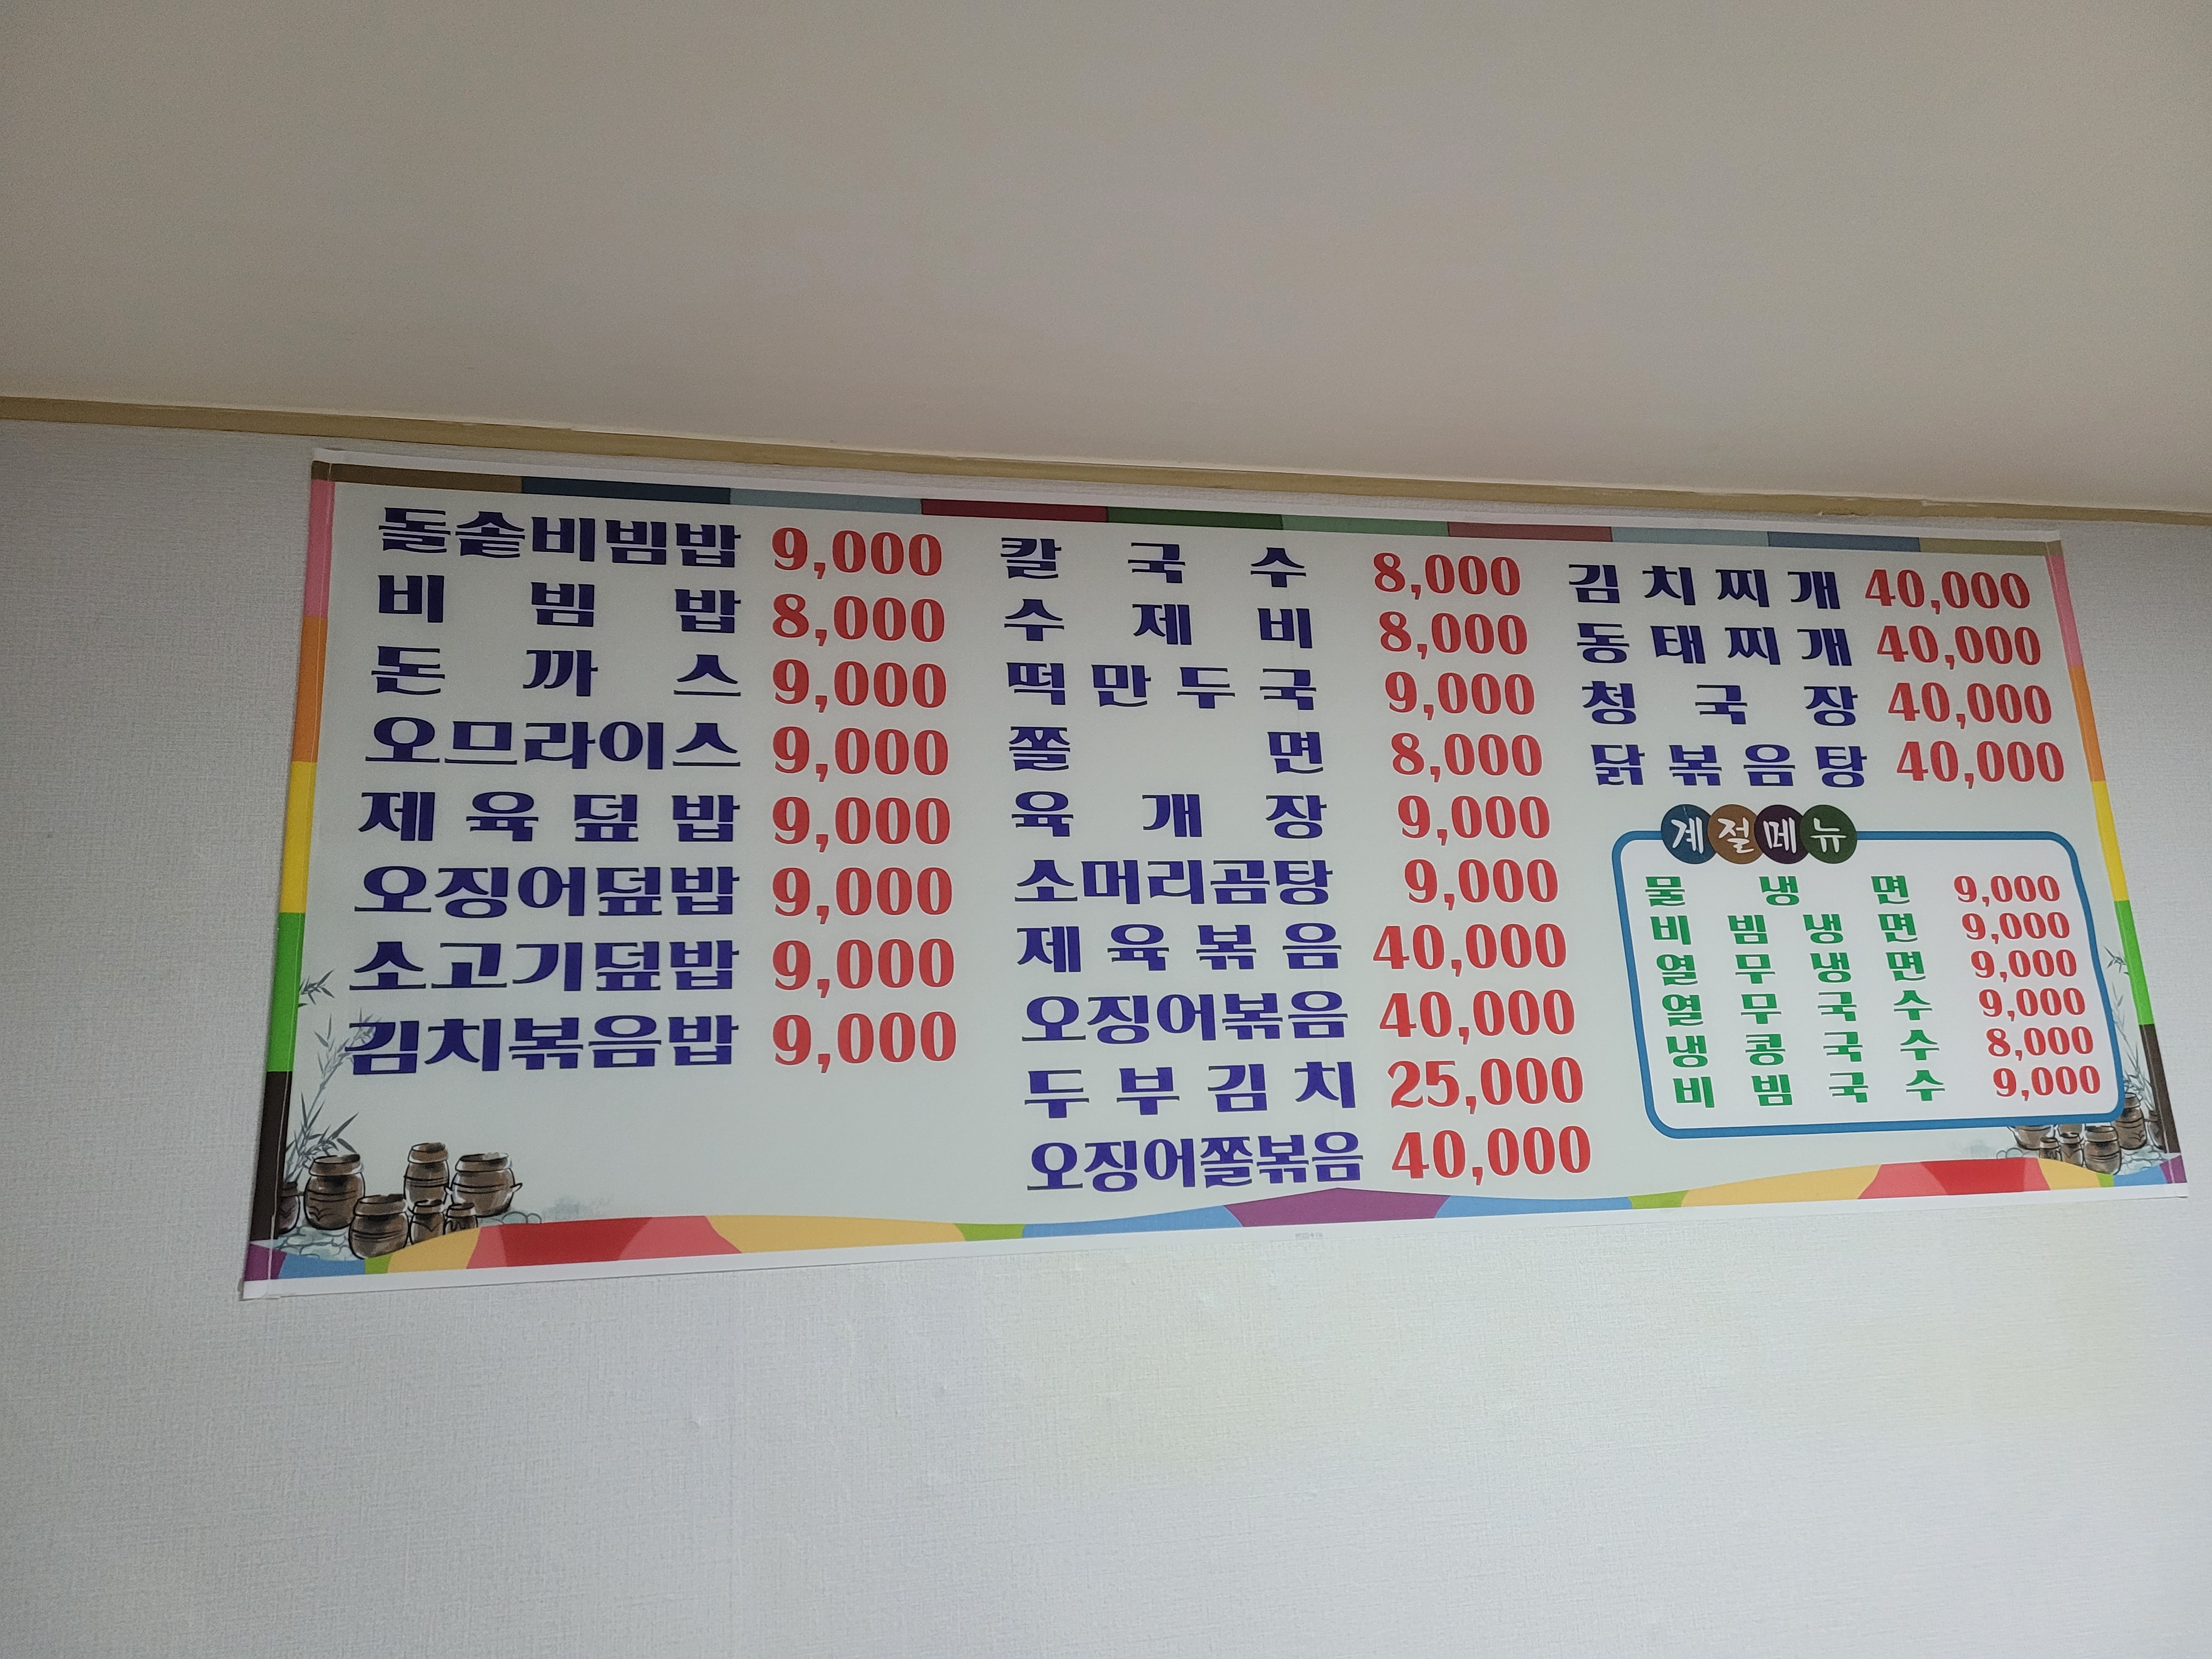 돌솥비빔밥 9,000
비빔밥 8,000
돈까스 9,000
오므라이스 9,000
제육덮밥 9,000
오징어덮밥 9,000
소고기덮밥 9,000
김치볶음밥 9,000
칼국수 8,000
수제비 8,000
떡만두국 9,000
쫄면 8,000
육개장 9,000
소머리곰탕 9,000
제육볶음 40,000
오징어볶음 40,000
두부김치 25,000
오징어쫄볶음 40,000
김치찌개 40,000
동태찌개 40,000
청국장 40,000
닭볶음탕 40,000
계절메뉴
물냉면 9,000
비빔냉면 9,000
열무냉면 9,000
열무국수 9,000
냉콩국수 8,000
비빔국수 9,000